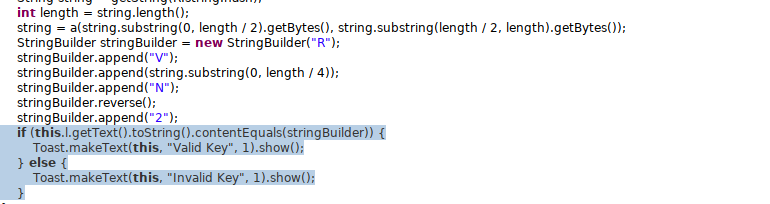 int length = string.length();
string = a(string.substring(0, length / 2).getBytes(), string.substring(length / 2, length).getBytes());
StringBuilder stringBuilder = new StringBuilder("R");
stringBuilder.append("V");
stringBuilder.append(string.substring(0, length / 4));
stringBuilder.append("N");
stringBuilder.reverse();
stringBuilder.append("2");
if (this.l.getText().toString().contentEquals(stringBuilder)) {
Toast.makeText(this, "Valid Key", 1).show();
} else {
Toast.makeText(this, "Invalid Key", 1).show();
}